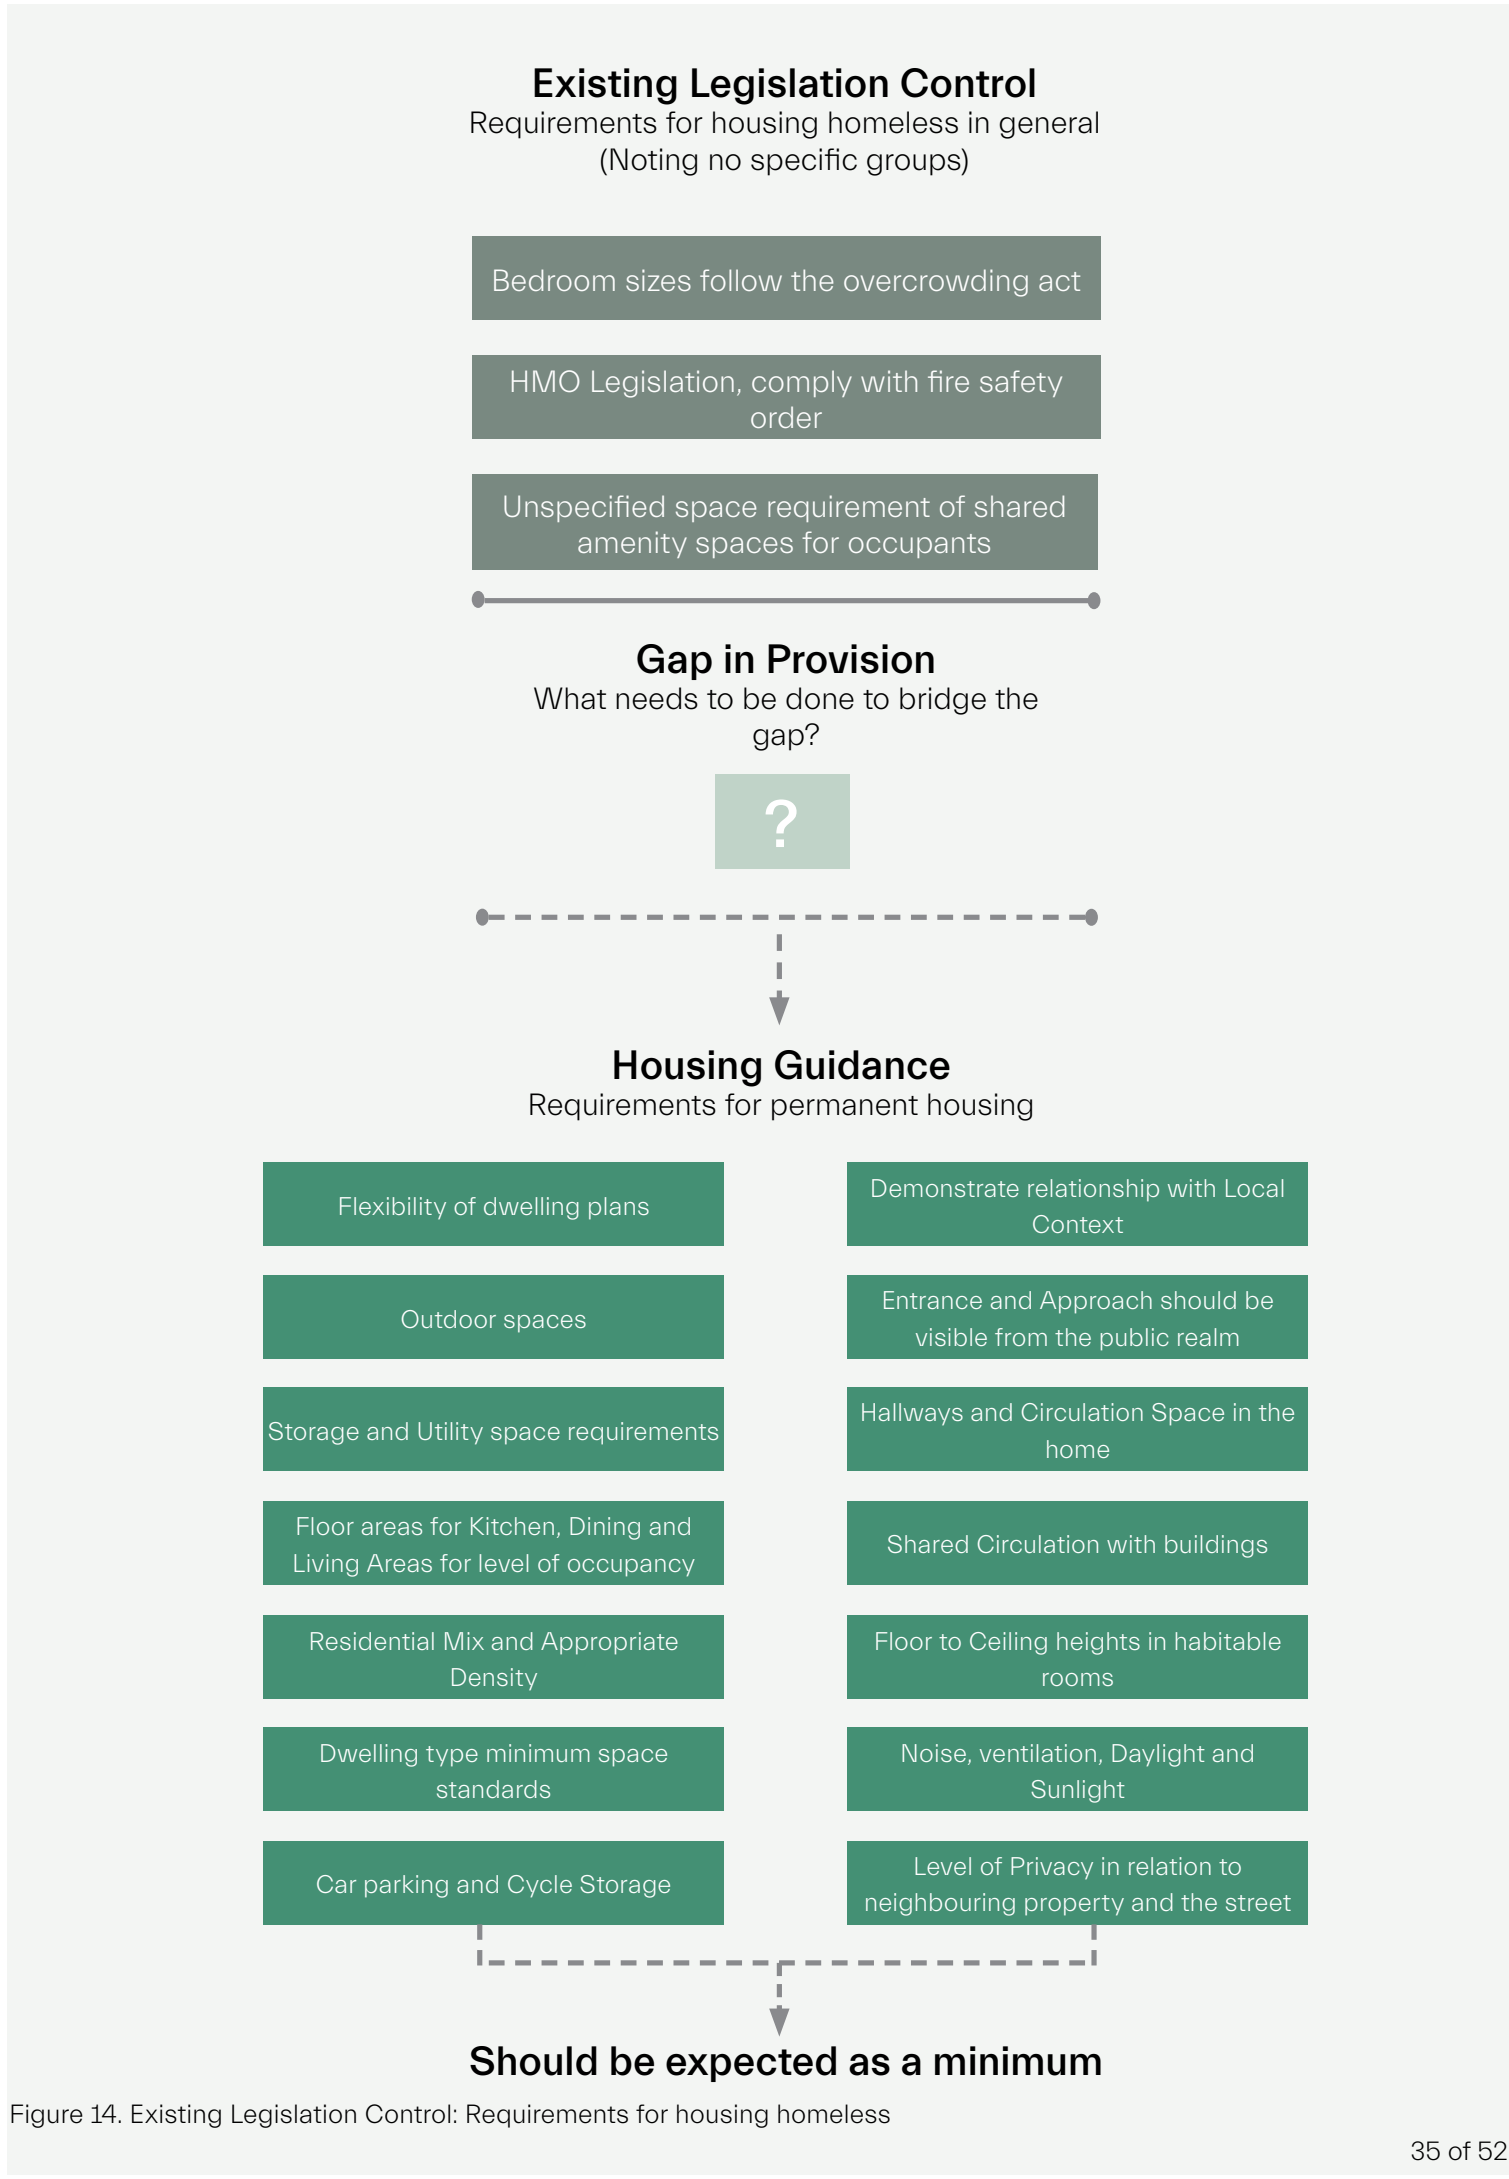 Existing Legislation Control
Requirements for housing homeless in general
(Noting no specific groups)
Bedroom sizes follow the overcrowding act
HMO Legislation, comply with fire safety
order
Unspecified space requirement of shared
amenity spaces for occupants
Gap in Provision
What needs to be done to bridge the
gap?
?
Housing Guidance
Requirements for permanent housing
Flexibility of dwelling plans
Outdoor spaces
Storage and Utility space requirements
Floor areas for Kitchen, Dining and
Living Areas for level of occupancy
Residential Mix and Appropriate
Density
Dwelling type minimum space
standards
Car parking and Cycle Storage
Demonstrate relationship with Local
Context
Entrance and Approach should be
visible from the public realm
Hallways and Circulation Space in the
home
Shared Circulation with buildings
Floor to Ceiling heights in habitable
rooms
Noise, ventilation, Daylight and
Sunlight
Level of Privacy in relation to
neighbouring property and the street
Should be expected as a minimum
Figure 14. Existing Legislation Control: Requirements for housing homeless
35 of 52